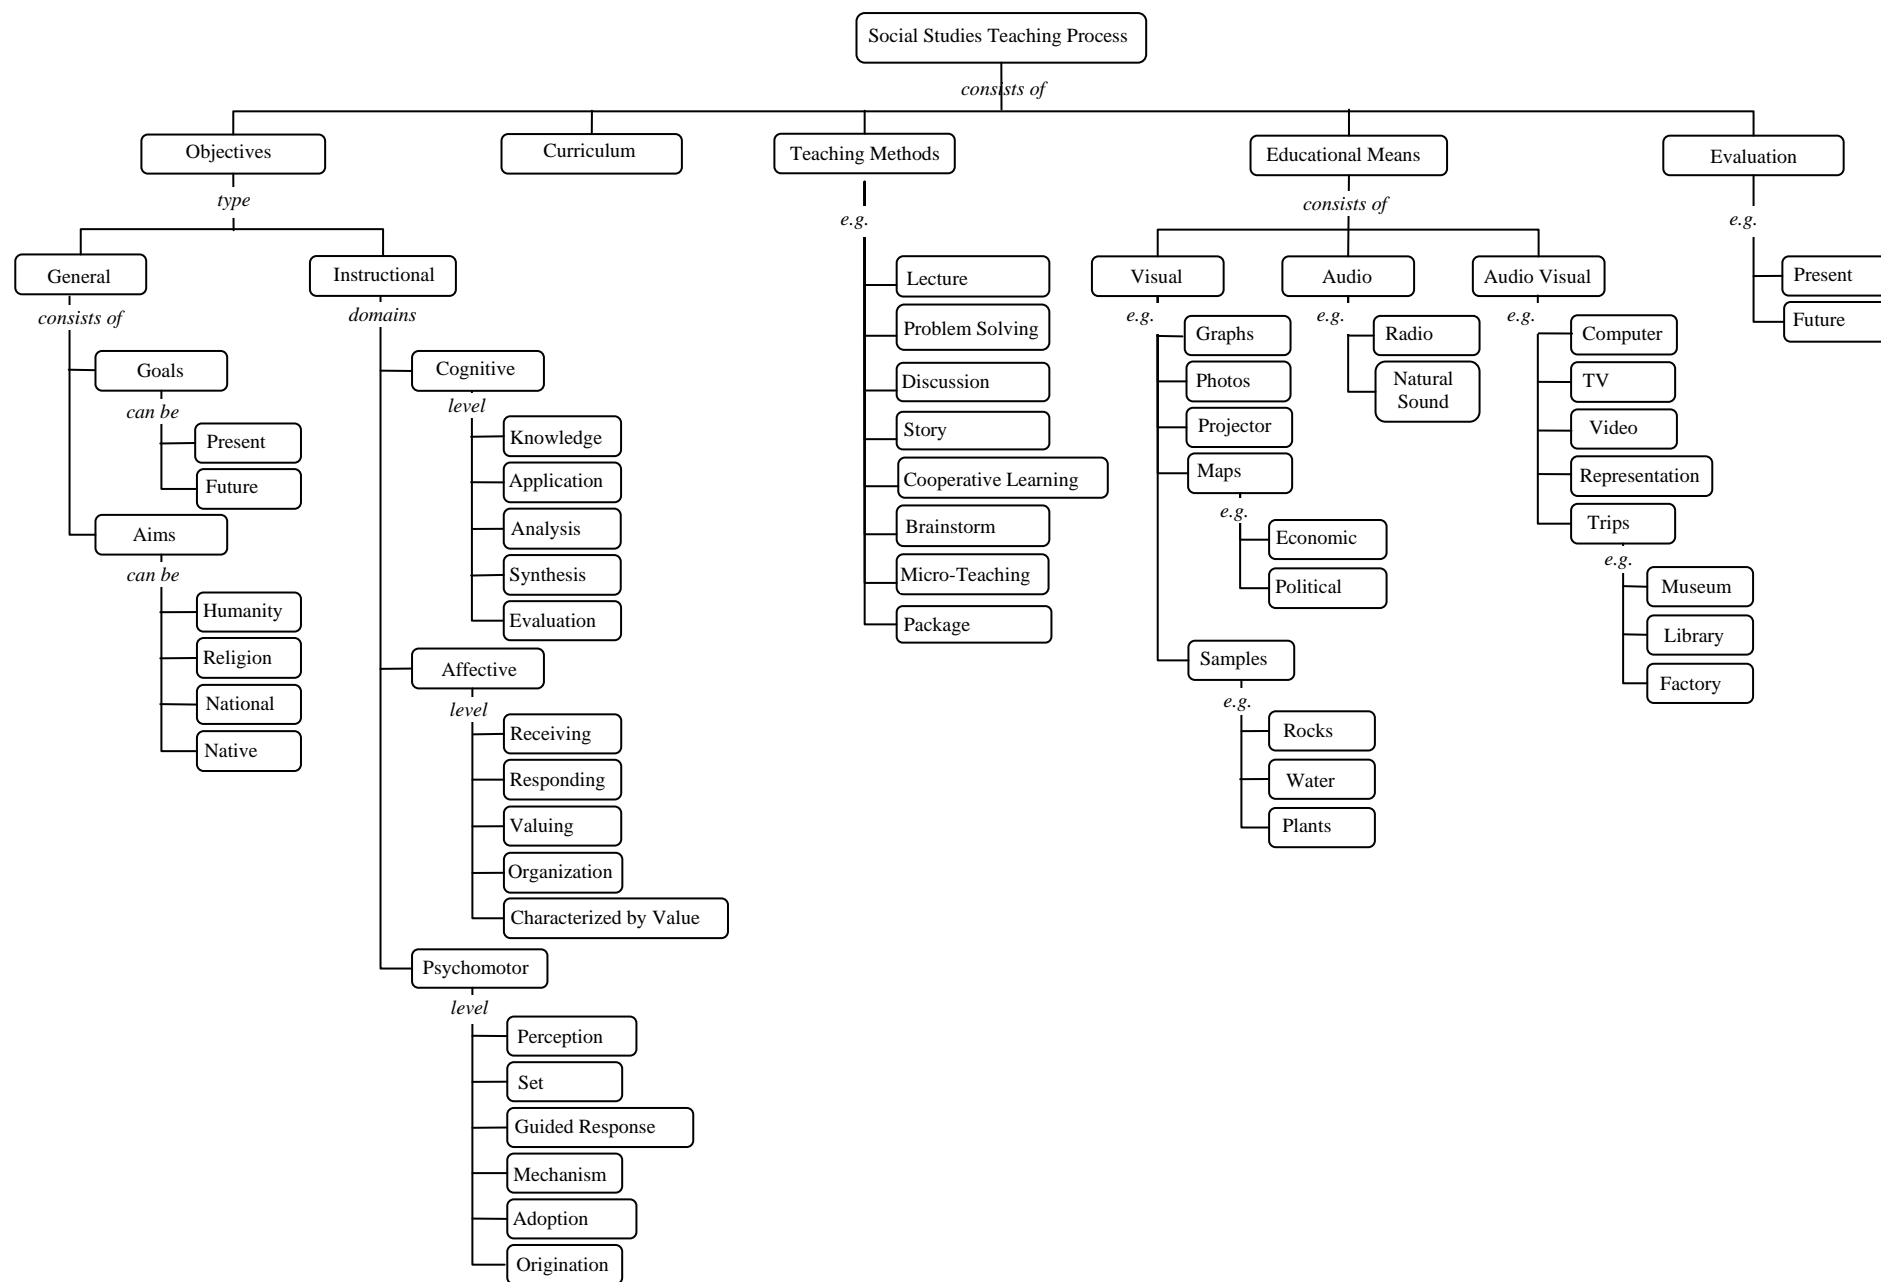 Social Studies Teaching Process
consists of
Objectives
Curriculum
Teaching Methods
Educational Means
Evaluation
type
General
Instructional
consists of
Goals
can be
Present
Future
Aims
can be
Humanity
Religion
National
Native
domains
Cognitive
level
Knowledge
Application
Analysis
Synthesis
Evaluation
Affective
level
Receiving
Responding
Valuing
Organization
Characterized by Value
Psychomotor
level
Perception
Set
Guided Response
Mechanism
Adoption
Origination
e.g.
Lecture
Problem Solving
Discussion
Story
Cooperative Learning
Brainstorm
Micro-Teaching
Package
consists of
Visual
Audio
Audio Visual
e.g.
Graphs
Photos
Projector
Maps
e.g.
Economic
Political
Samples
e.g.
Rocks
Water
Plants
e.g.
Radio
Natural
Sound
e.g.
Computer
TV
Video
Representation
Trips
e.g.
Museum
Library
Factory
e.g.
Present
Future